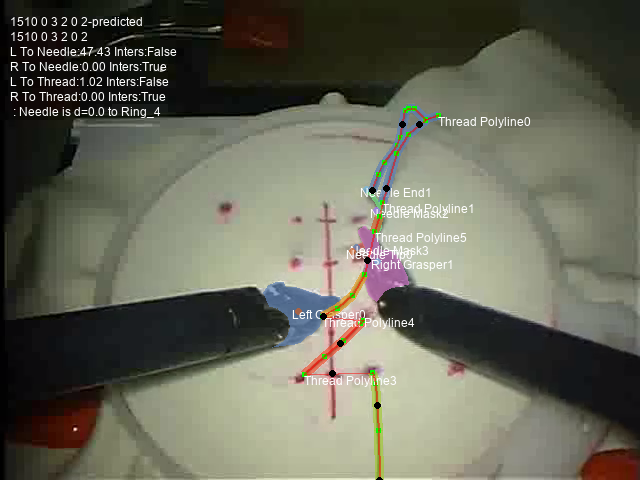 1510 0 3 2 0 2-predicted
1510 0 3 2 0 2
L To Needle:47.43 Inters:False
R To Needle:0.00 Inters:True
L To Thread:1.02 Inters:False
R To Thread:0.00 Inters:True
: Needle is d=0.0 to Ring_4
Thread Polyline0
Needle End1
Thread Polyline1
Needle Mask2
Thread Polyline5
Needle Mask3
Needle
Right Grasper1
Left Grasper0
Thread Polyline4
Thread Polyline3